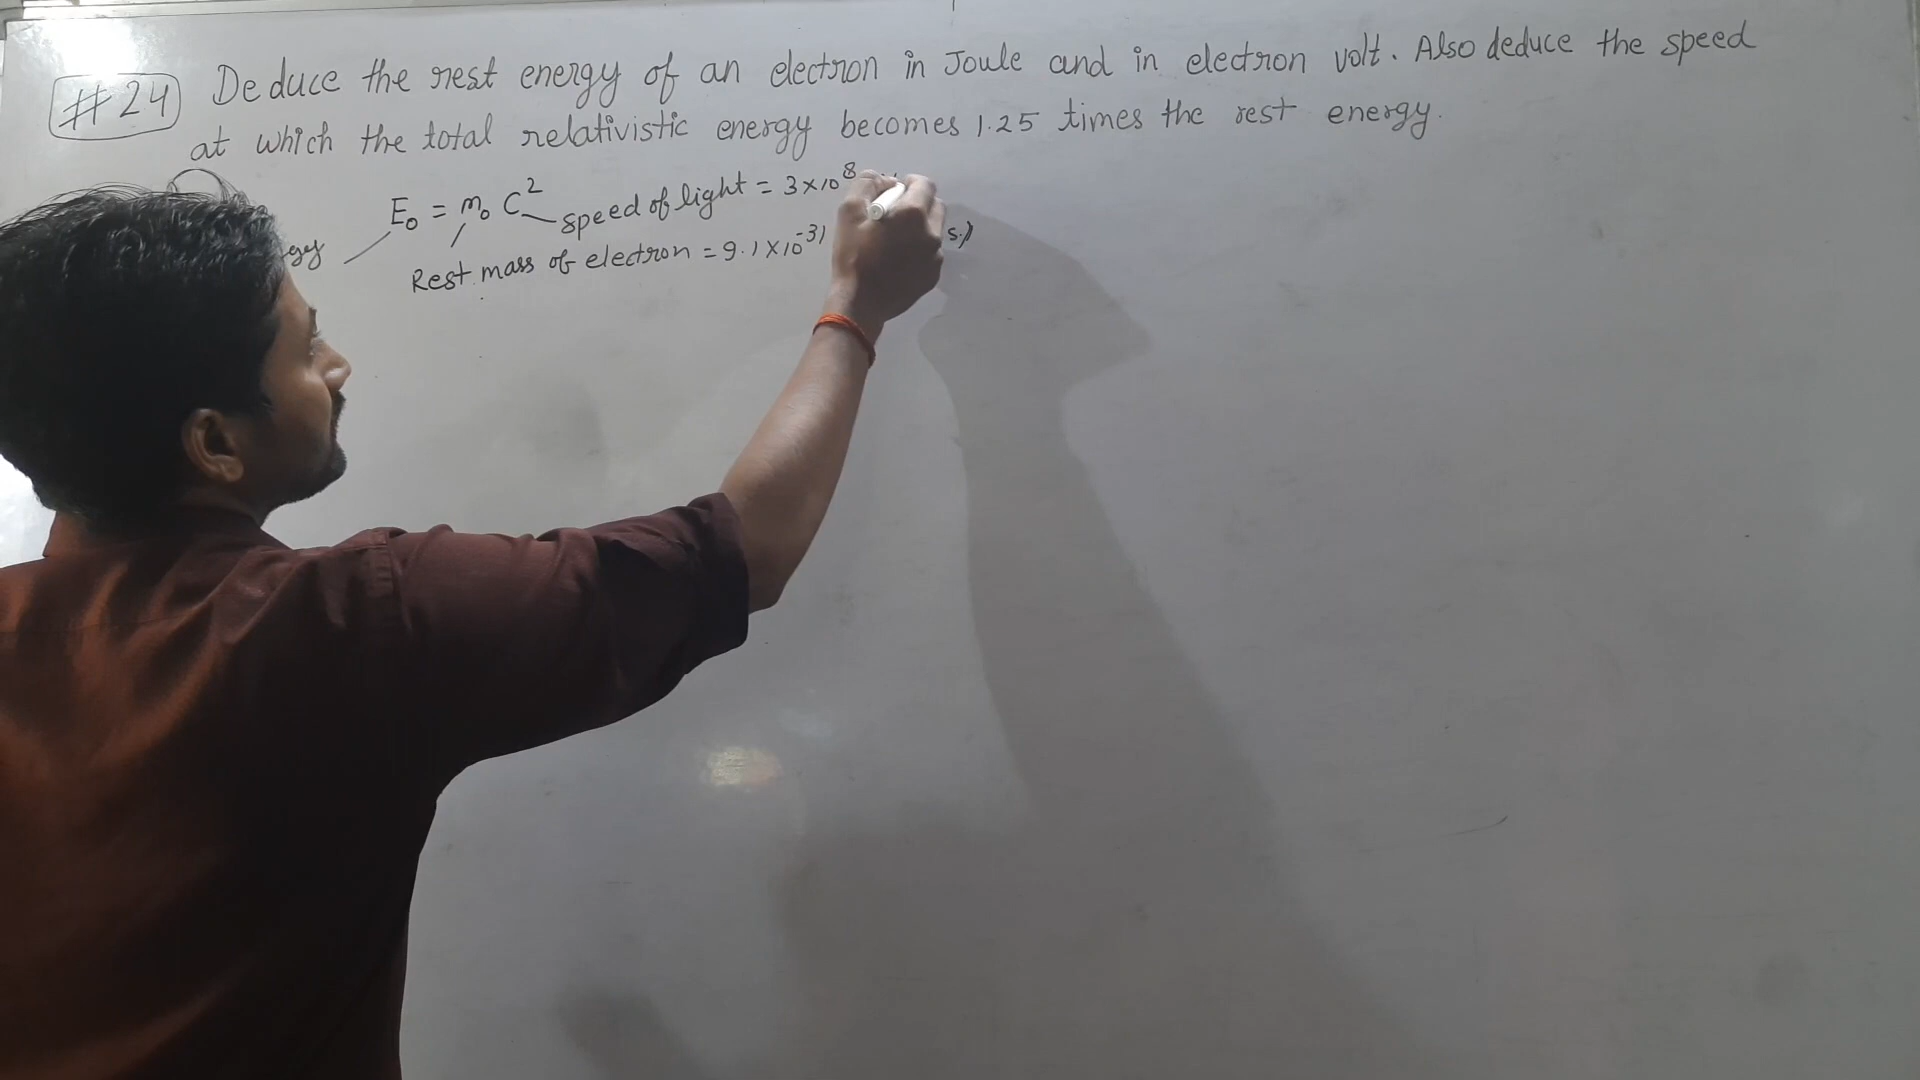 #24 Deduce the rest energy of an electron in Joule and in electron volt. Also deduce the speed
at which the total relativistic energy becomes 1.25 times the rest energy.
E₀ = m₀ C² speed of light = 3×10⁸
Rest mass of electron = 9.1×10⁻³¹